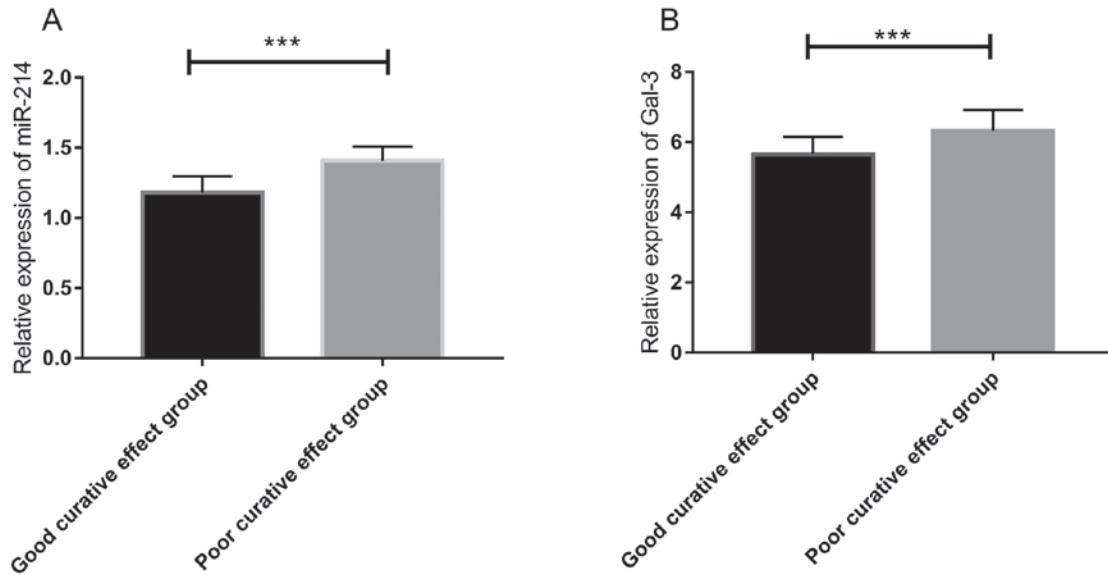 A
***
Relative expression of miR-214
2.0
1.5
1.0
0.5
0.0
Good curative effect group
Poor curative effect group
B
***
Relative expression of Gal-3
8
6
4
2
0
Good curative effect group
Poor curative effect group